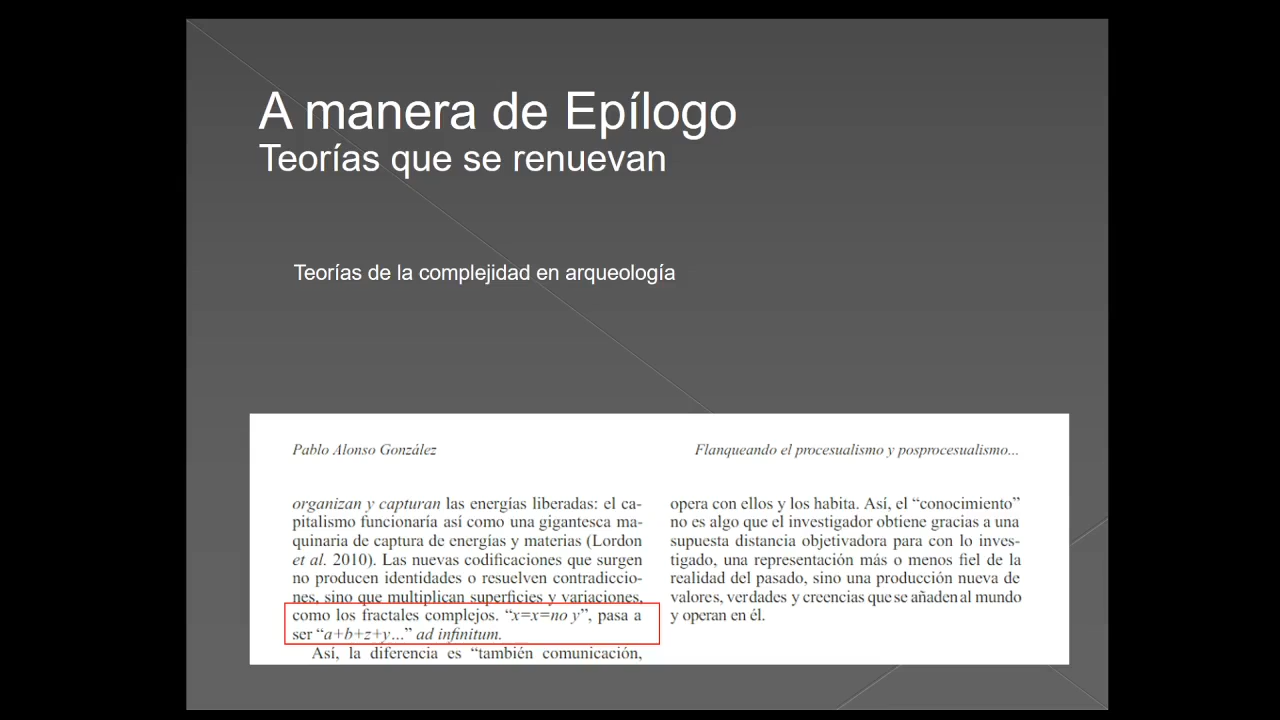 A manera de Epílogo
Teorías que se renuevan
Teorías de la complejidad en arqueología
Pablo Alonso González
Flanqueando el procesualismo y posprocesualismo...
organizan y capturan las energías liberadas: el ca-
pitalismo funcionaría así como una gigantesca ma-
quinaria de captura de energías y materias (Lordon
et al. 2010). Las nuevas codificaciones que surgen
no producen identidades o resuelven contradiccio-
nes, sino que multiplican superficies y variaciones,
como los fractales complejos. “x=x=no y”, pasa a
ser “a+b+z+y...” ad infinitum.
Así, la diferencia es “también comunicación,
opera con ellos y los habita. Así, el “conocimiento”
no es algo que el investigador obtiene gracias a una
supuesta distancia objetivadora para con lo inves-
tigado, una representación más o menos fiel de la
realidad del pasado, sino una producción nueva de
valores, verdades y creencias que se añaden al mundo
y operan en él.